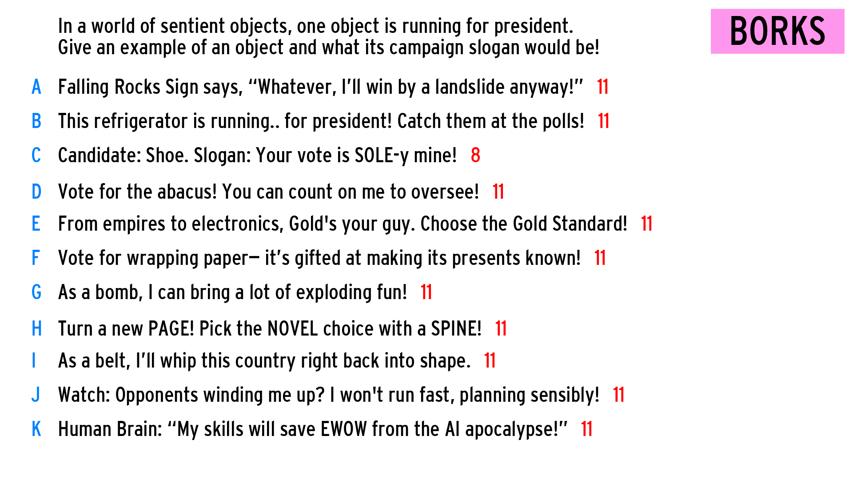 In a world of sentient objects, one object is running for president.
Give an example of an object and what its campaign slogan would be!
BORKS
A Falling Rocks Sign says, “Whatever, I’ll win by a landslide anyway!” 11
B This refrigerator is running.. for president! Catch them at the polls! 11
C Candidate: Shoe. Slogan: Your vote is SOLE-y mine! 8
D Vote for the abacus! You can count on me to oversee! 11
E From empires to electronics, Gold's your guy. Choose the Gold Standard! 11
F Vote for wrapping paper— it’s gifted at making its presents known! 11
G As a bomb, I can bring a lot of exploding fun! 11
H Turn a new PAGE! Pick the NOVEL choice with a SPINE! 11
I As a belt, I’ll whip this country right back into shape. 11
J Watch: Opponents winding me up? I won't run fast, planning sensibly! 11
K Human Brain: “My skills will save EWOW from the AI apocalypse!” 11